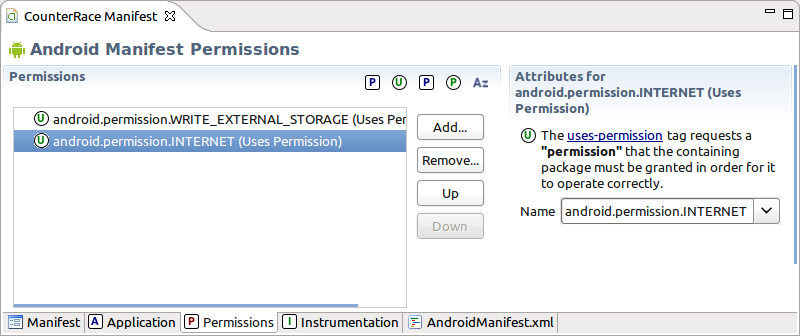 CounterRace Manifest
Android Manifest Permissions
Permissions
P U P P Az
U android.permission.WRITE_EXTERNAL_STORAGE (Uses Per
U android.permission.INTERNET (Uses Permission)
Add...
Remove...
Up
Down
Attributes for
android.permission.INTERNET (Uses
Permission)
U The uses-permission tag requests a
"permission" that the containing
package must be granted in order for it
to operate correctly.
Name android.permission.INTERNET
Manifest A Application P Permissions I Instrumentation AndroidManifest.xml